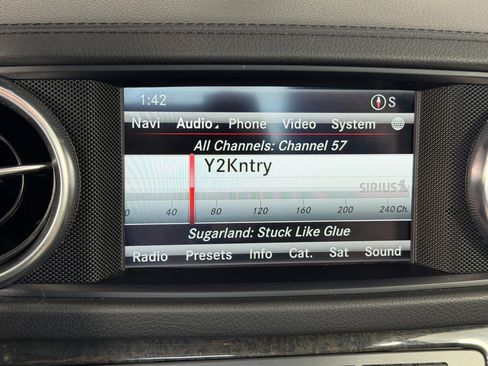 1:42 S
Navi Audio Phone Video System
All Channels: Channel 57
Y2Kntry
SIRIUS
0 40 80 120 160 200 240 Ch.
Sugarland: Stuck Like Glue
Radio Presets Info Cat. Sat Sound